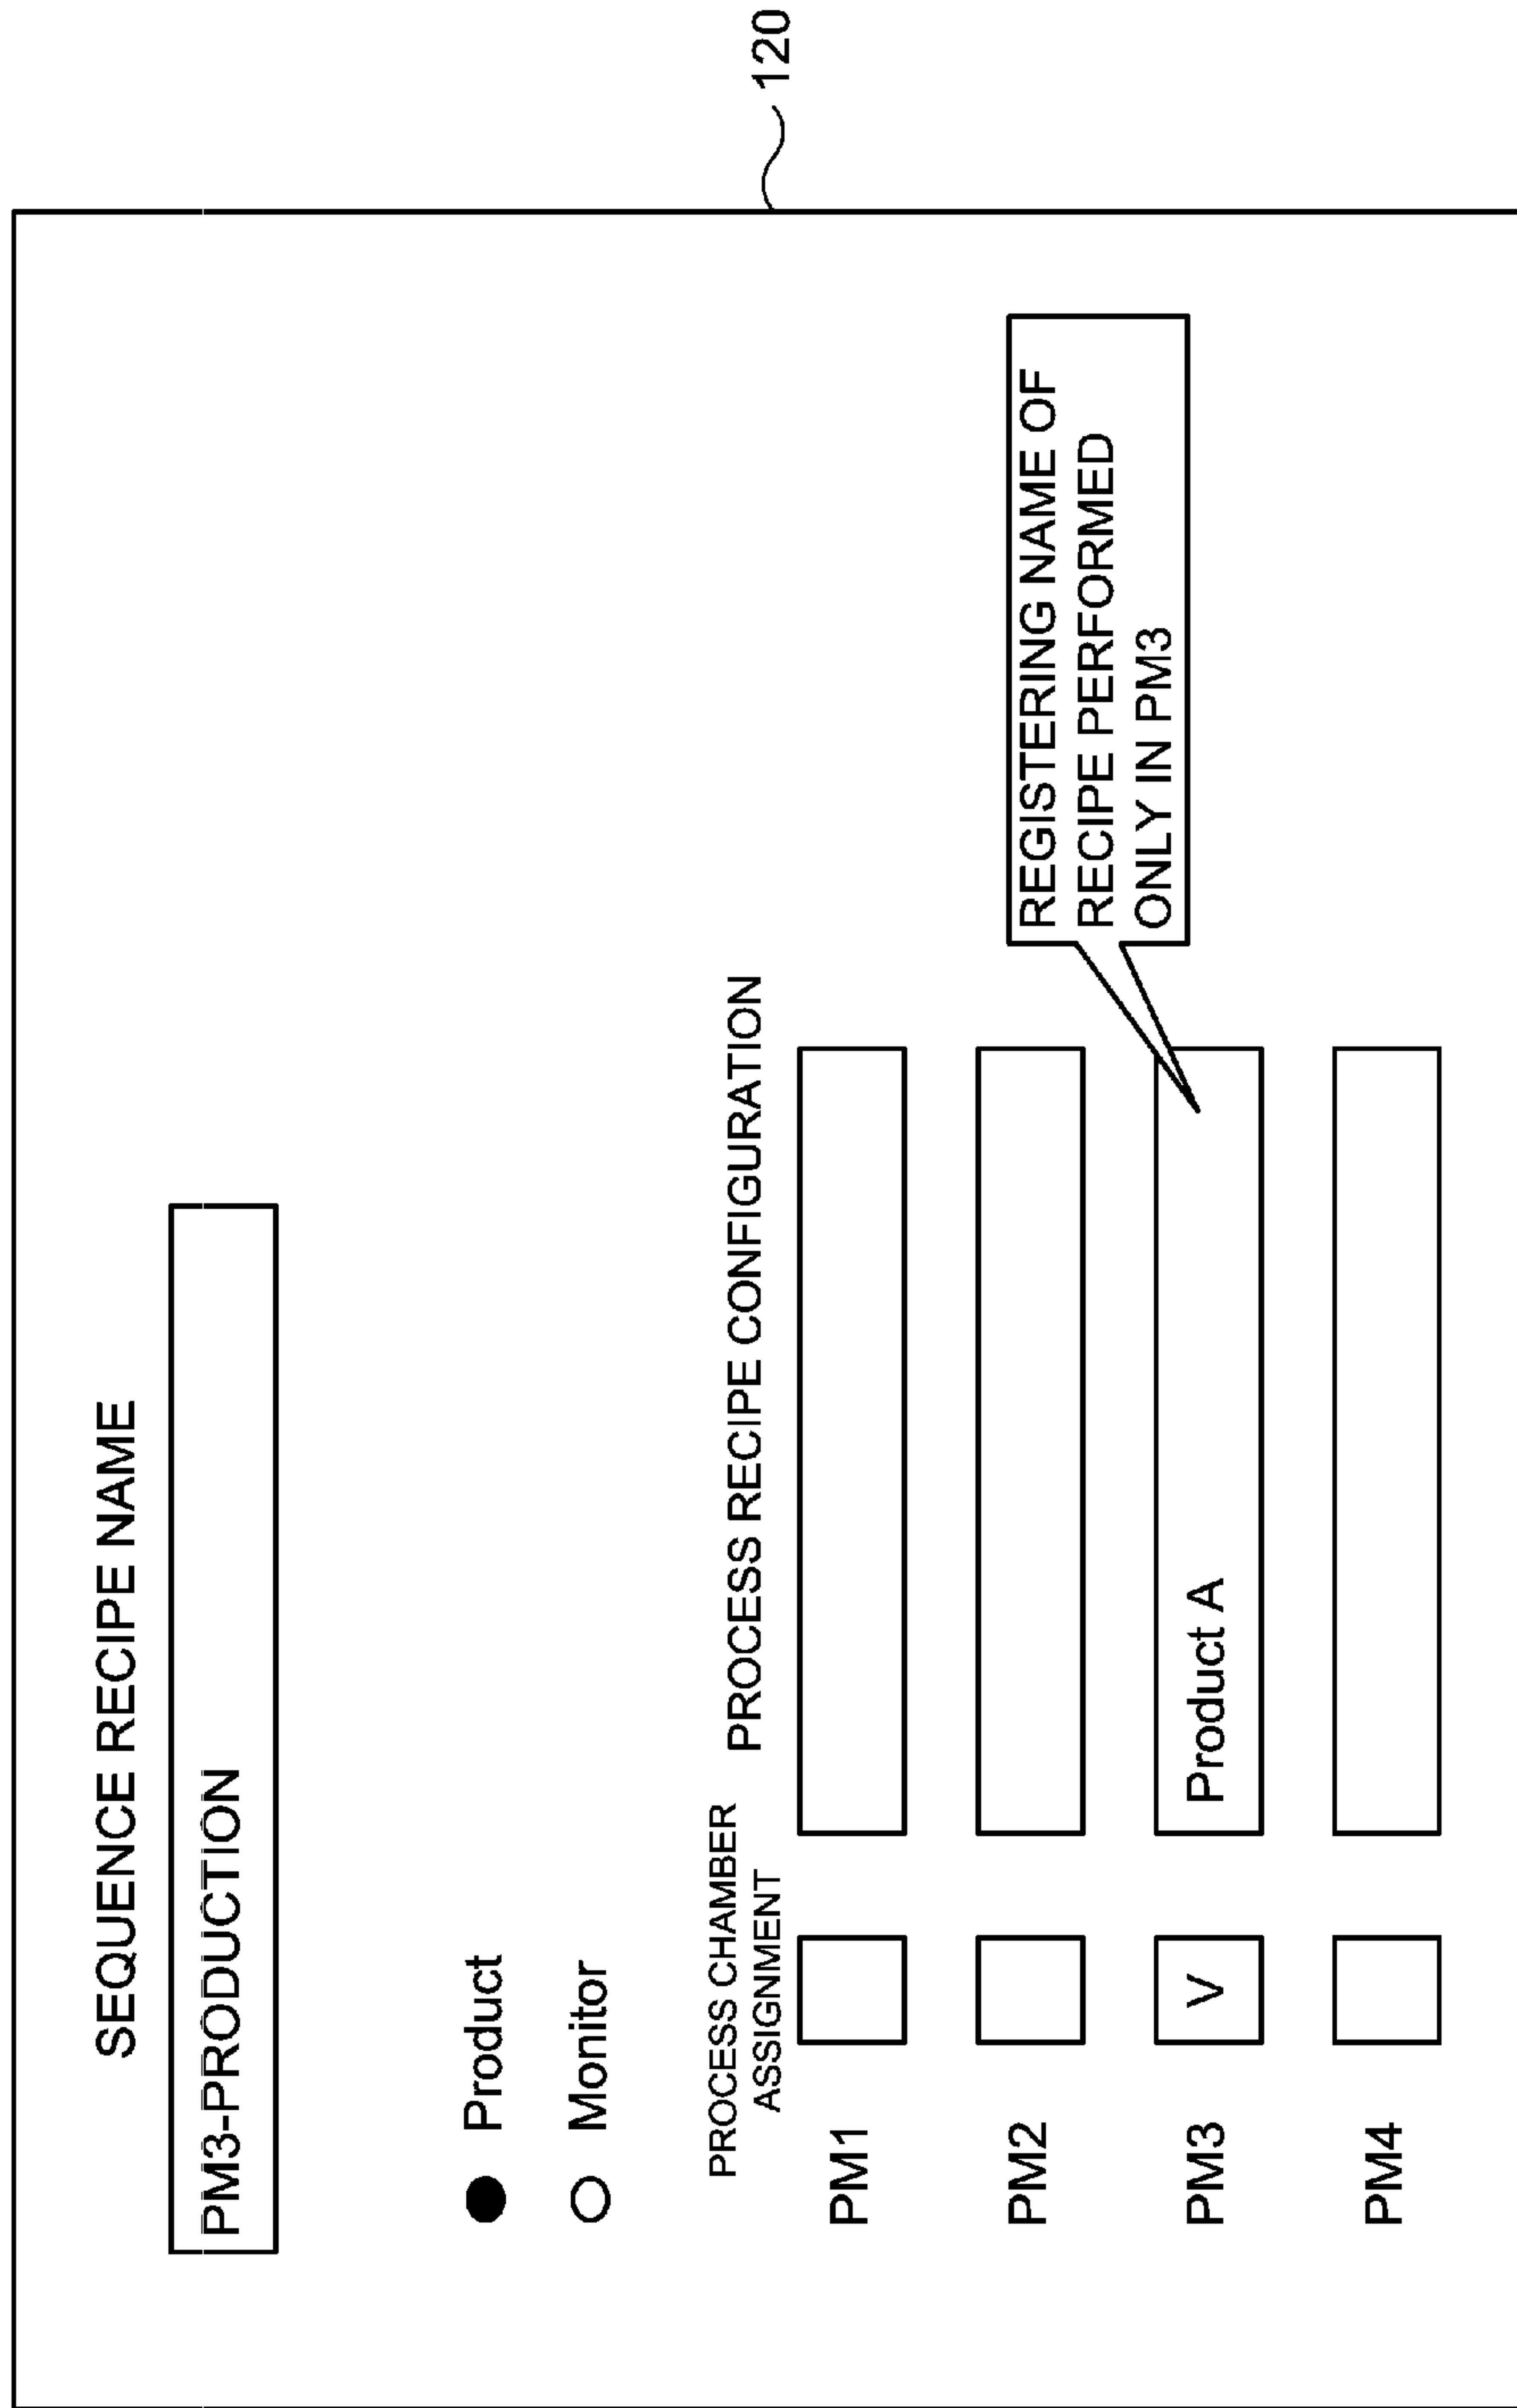 SEQUENCE RECIPE NAME
PM3-PRODUCTION
Product
Monitor
PROCESS CHAMBER
ASSIGNMENT
PROCESS RECIPE CONFIGURATION
PM1
PM2
PM3
V
Product A
PM4
REGISTERING NAME OF
RECIPE PERFORMED
ONLY IN PM3
120